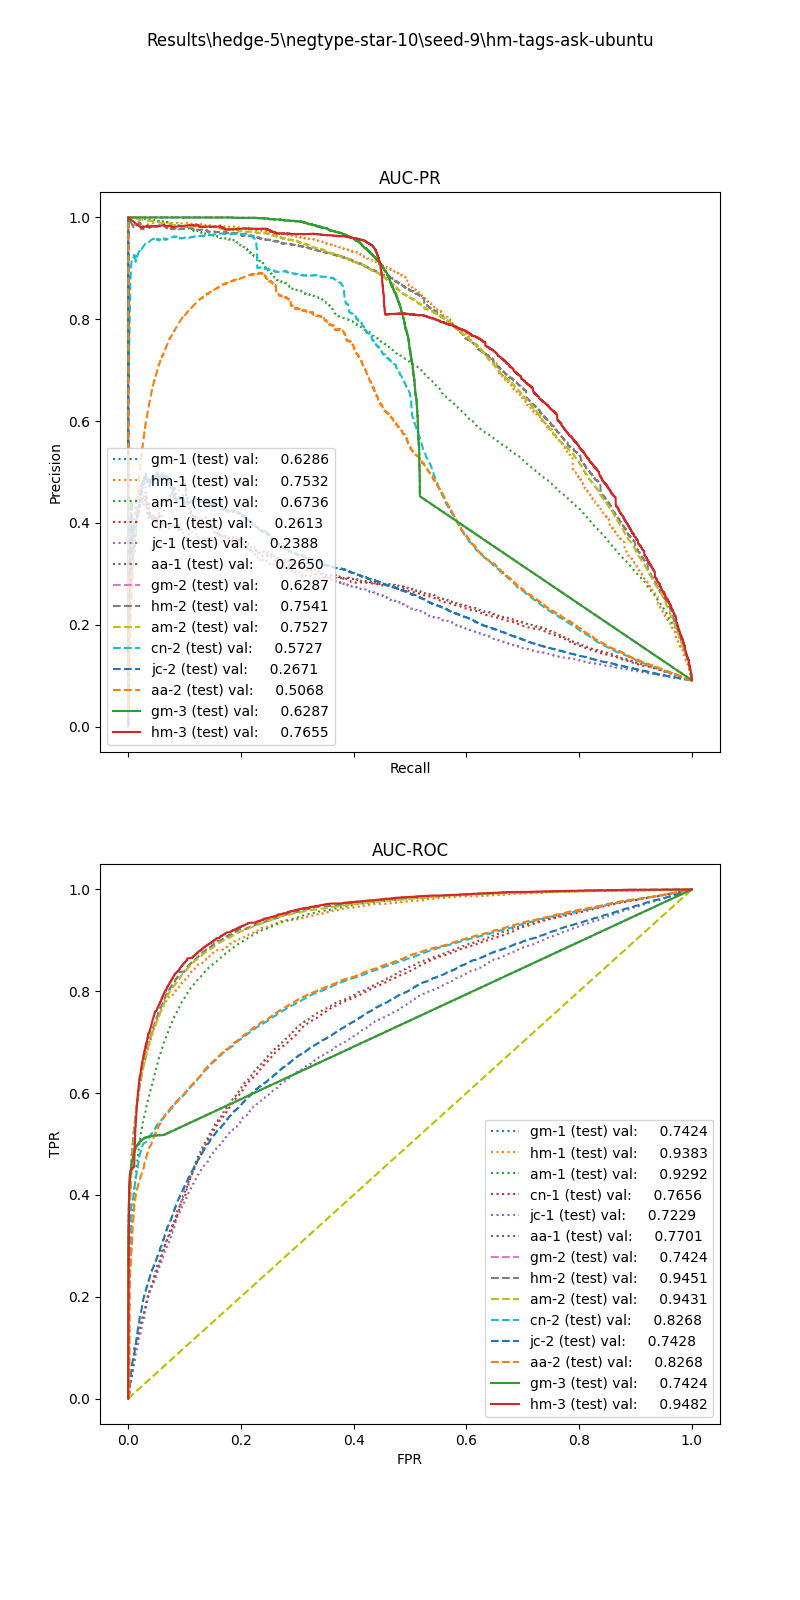 Results\hedge-5\negtype-star-10\seed-9\hm-tags-ask-ubuntu
AUC-PR
1.0
0.8
0.6
0.4
0.2
0.0
Precision
gm-1 (test) val: 0.6286
hm-1 (test) val: 0.7532
am-1 (test) val: 0.6736
cn-1 (test) val: 0.2613
jc-1 (test) val: 0.2388
aa-1 (test) val: 0.2650
gm-2 (test) val: 0.6287
hm-2 (test) val: 0.7541
am-2 (test) val: 0.7527
cn-2 (test) val: 0.5727
jc-2 (test) val: 0.2671
aa-2 (test) val: 0.5068
gm-3 (test) val: 0.6287
hm-3 (test) val: 0.7655
Recall
AUC-ROC
1.0
0.8
0.6
0.4
0.2
0.0
TPR
gm-1 (test) val: 0.7424
hm-1 (test) val: 0.9383
am-1 (test) val: 0.9292
cn-1 (test) val: 0.7656
jc-1 (test) val: 0.7229
aa-1 (test) val: 0.7701
gm-2 (test) val: 0.7424
hm-2 (test) val: 0.9451
am-2 (test) val: 0.9431
cn-2 (test) val: 0.8268
jc-2 (test) val: 0.7428
aa-2 (test) val: 0.8268
gm-3 (test) val: 0.7424
hm-3 (test) val: 0.9482
0.0 0.2 0.4 0.6 0.8 1.0
FPR